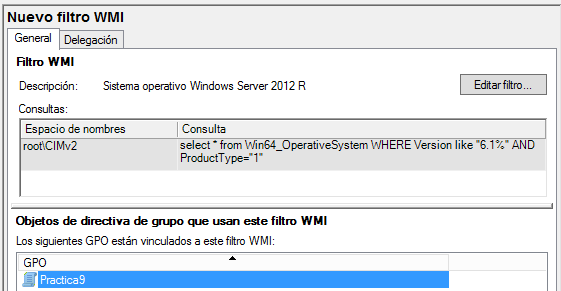 Nuevo filtro WMI
General Delegación
Filtro WMI
Descripción: Sistema operativo Windows Server 2012 R Editar filtro...
Consultas:
Espacio de nombres Consulta
root\CIMv2 select * from Win64_OperativeSystem WHERE Version like "6.1%" AND
ProductType="1"
Objetos de directiva de grupo que usan este filtro WMI
Los siguientes GPO están vinculados a este filtro WMI:
GPO
Practica9